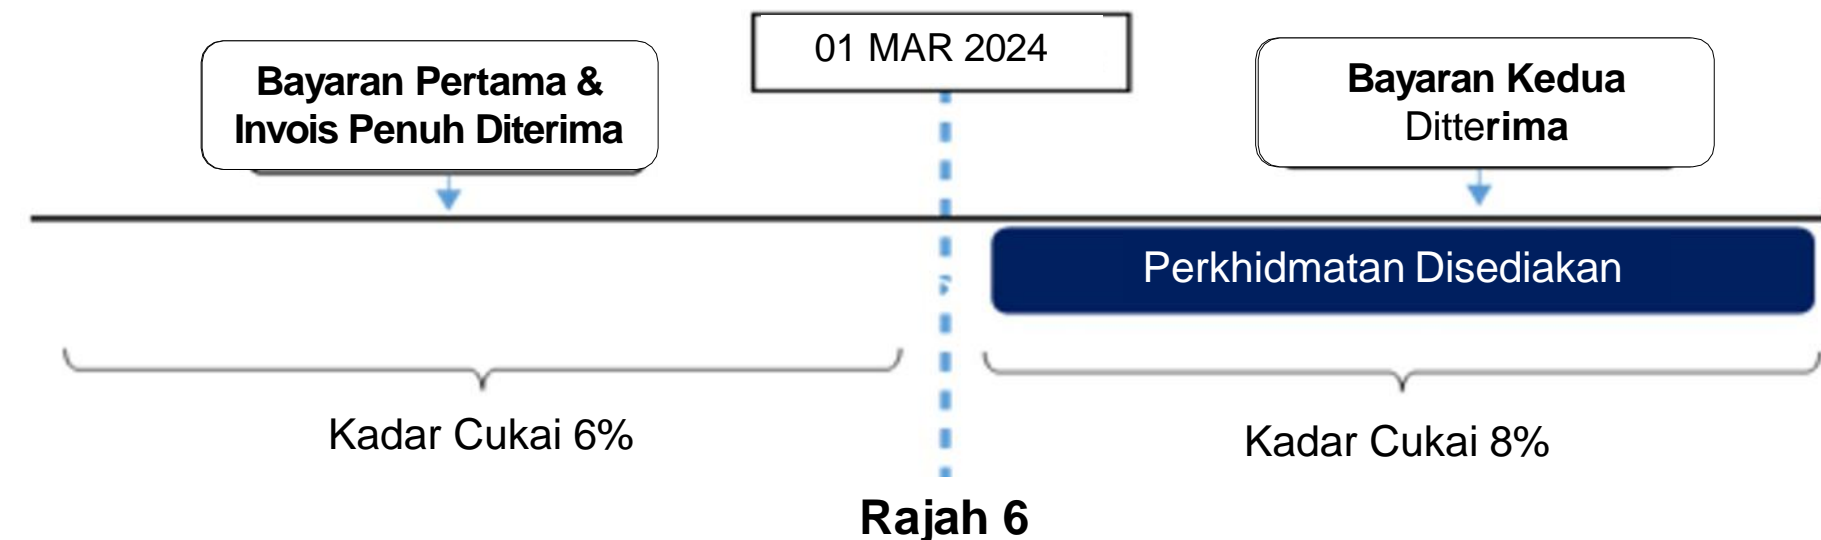 01 MAR 2024
Bayaran Pertama &
Invois Penuh Diterima
Bayaran Kedua
Ditterima
Perkhidmatan Disediakan
Kadar Cukai 6%
Kadar Cukai 8%
Rajah 6